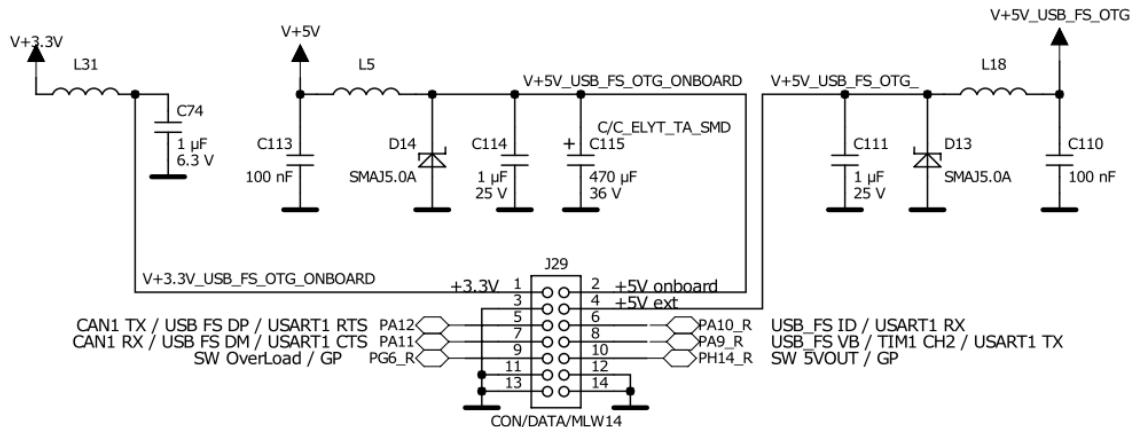 V+5V_USB_FS_OTG
V+3.3V
V+5V
L31
L5
L18
V+5V_USB_FS_OTG_ONBOARD
V+5V_USB_FS_OTG_
C74
1 µF
6.3 V
C113
100 nF
D14
SMAJ5.0A
C114
1 µF
25 V
C/C_ELYT_TA_SMD
+
C115
470 µF
36 V
C111
1 µF
25 V
D13
SMAJ5.0A
C110
100 nF
J29
V+3.3V_USB_FS_OTG_ONBOARD
+3.3V 1 2 +5V onboard
3 4 +5V ext
CAN1 TX / USB FS DP / USART1 RTS PA12 5 6 PA10_R USB_FS ID / USART1 RX
CAN1 RX / USB FS DM / USART1 CTS PA11 7 8 PA9_R USB_FS VB / TIM1 CH2 / USART1 TX
SW OverLoad / GP PG6_R 9 10 PH14_R SW 5VOUT / GP
11 12
13 14
CON/DATA/MLW14